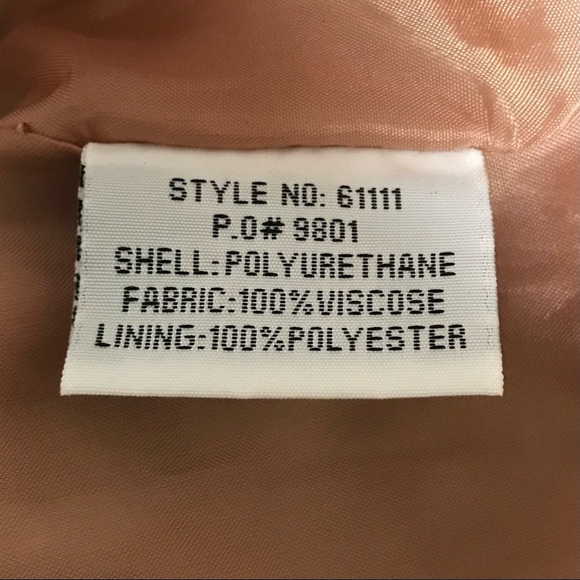 STYLE NO: 61111
P.O# 9801
SHELL:POLYURETHANE
FABRIC:100%VISCOSE
LINING:100%POLYESTER